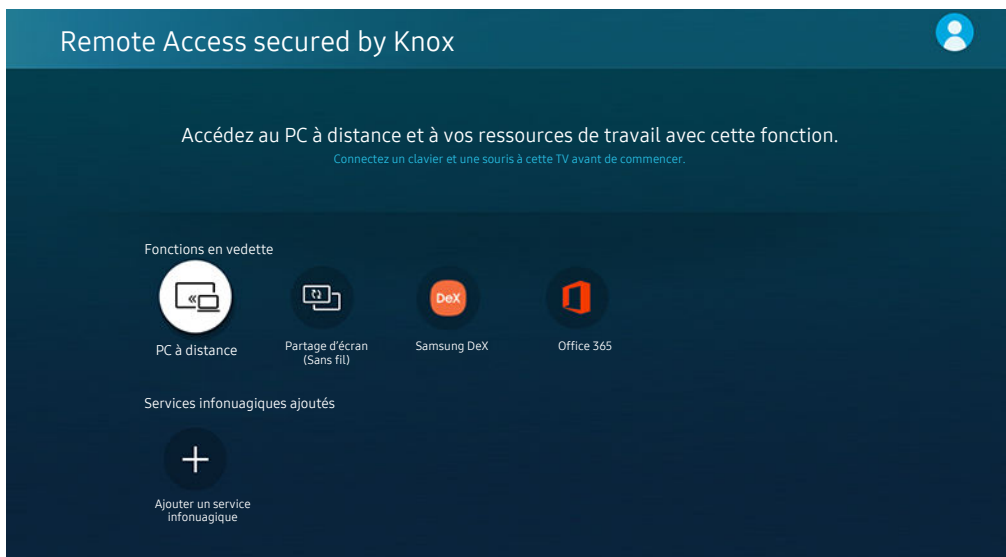 Remote Access secured by Knox
Accédez au PC à distance et à vos ressources de travail avec cette fonction.
Connectez un clavier et une souris à cette TV avant de commencer.
Fonctions en vedette
DeX
PC à distance
Partage d'écran
(Sans fil)
Samsung DeX
Office 365
Services infonuagiques ajoutés
Ajouter un service
infonuagique